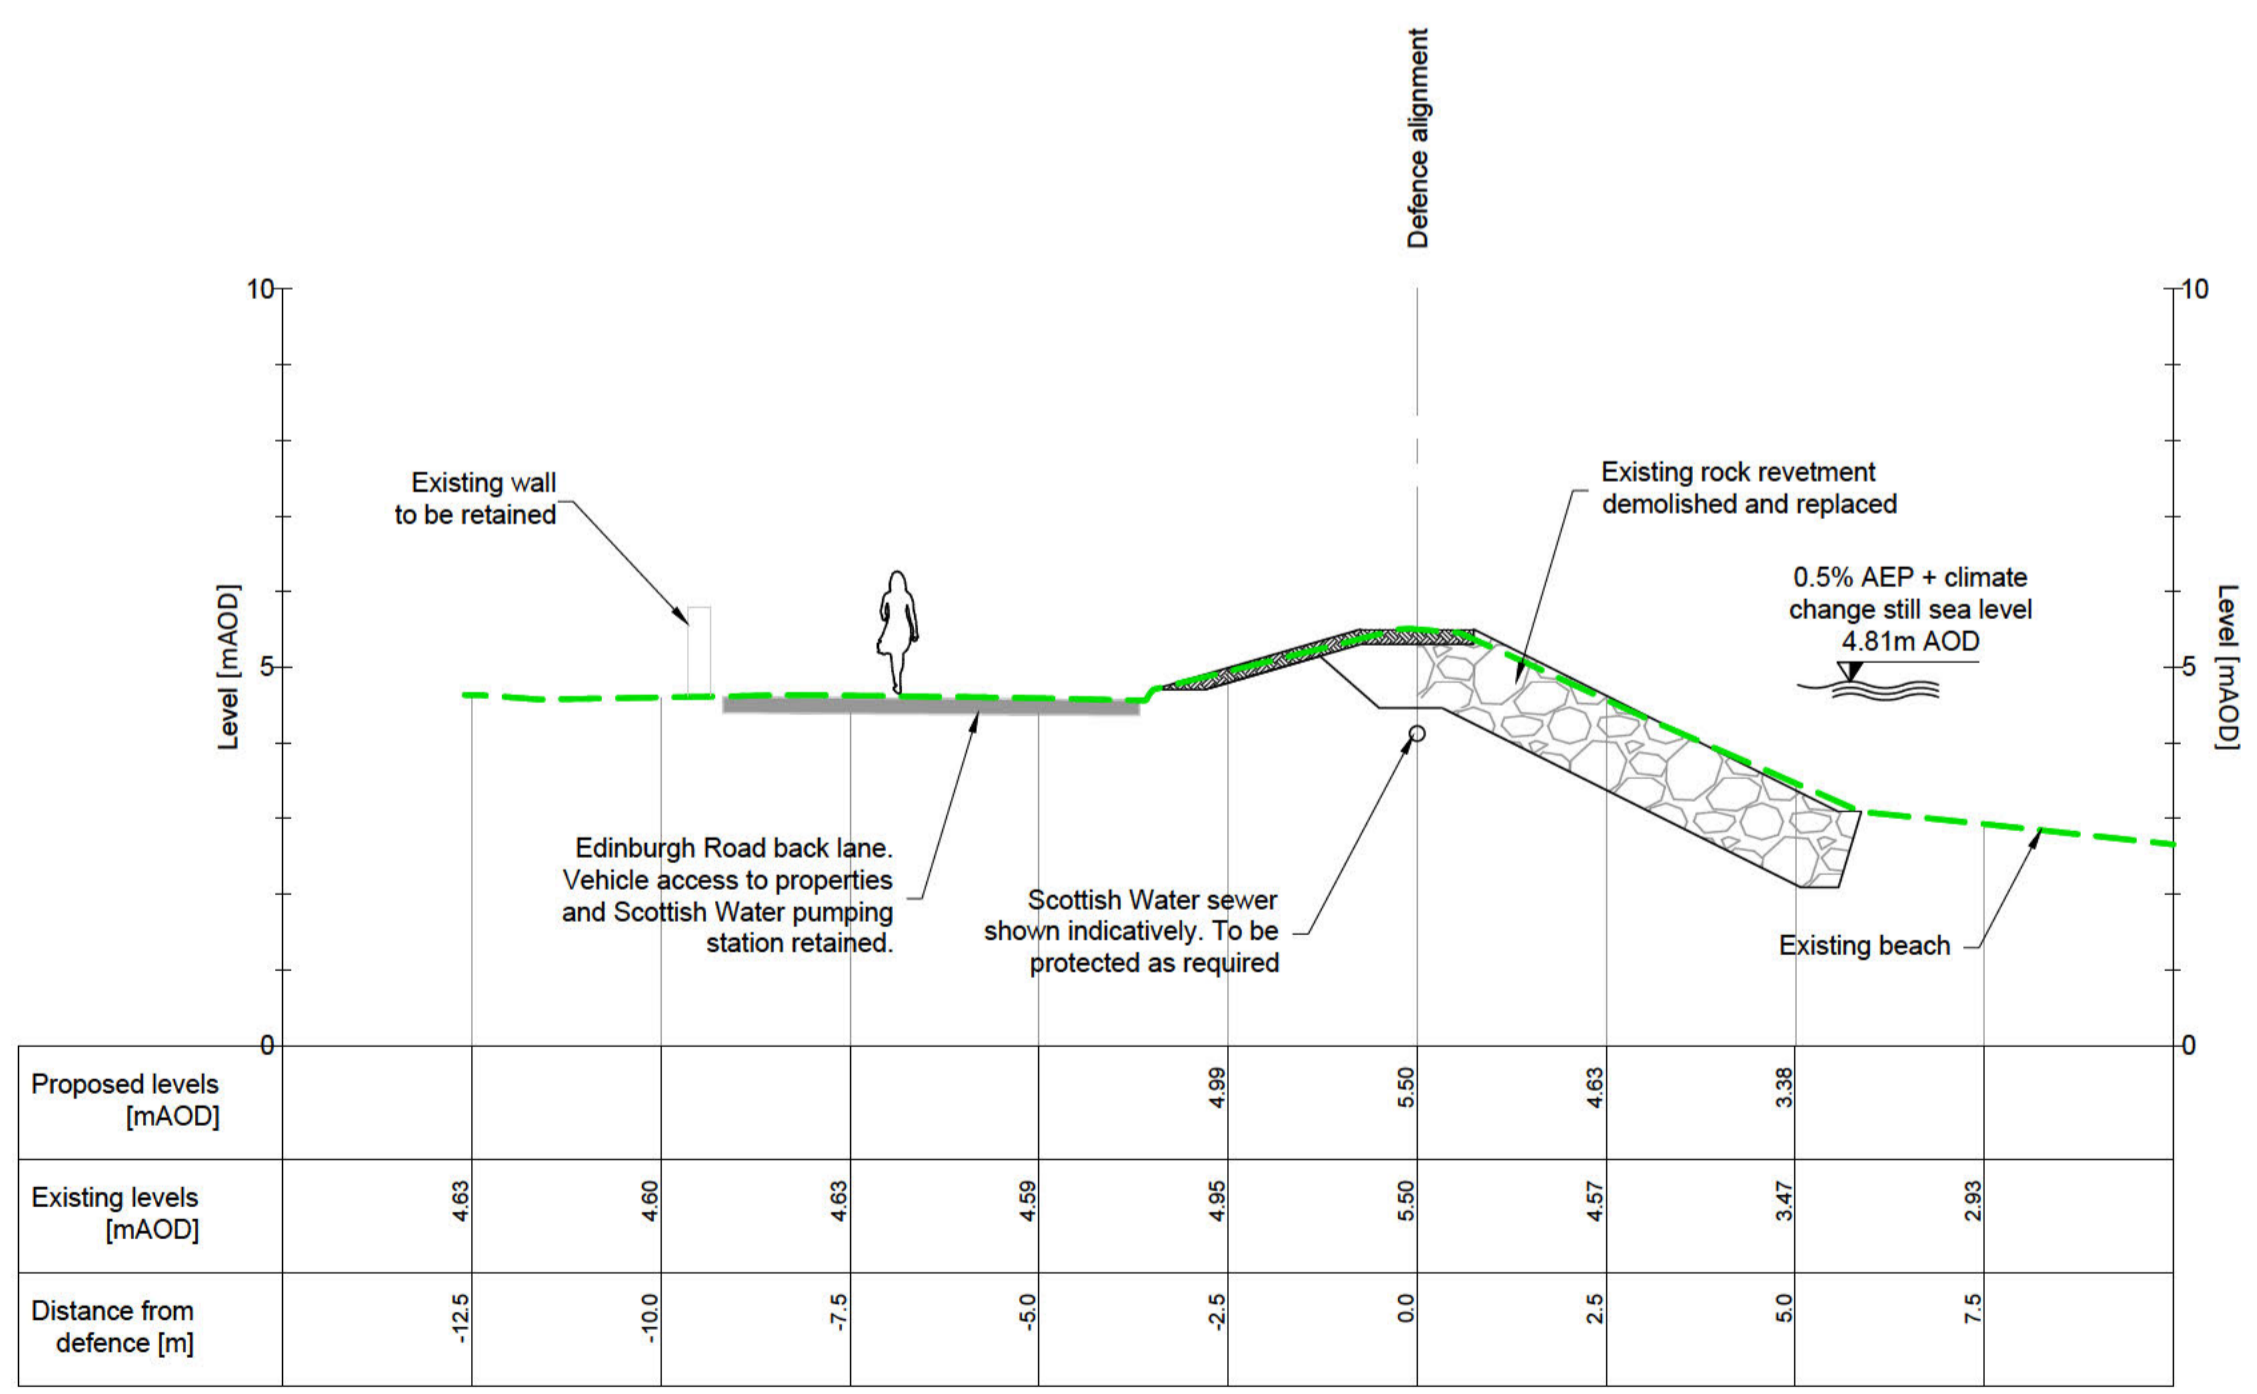 Defence alignment
10
10
Existing wall
to be retained
Existing rock revetment
demolished and replaced
0.5% AEP + climate
change still sea level
4.81m AOD
Level [mAOD]
5
5
Level [mAOD]
Edinburgh Road back lane.
Vehicle access to properties
and Scottish Water pumping
station retained.
Scottish Water sewer
shown indicatively. To be
protected as required
Existing beach
0
0
Proposed levels
[mAOD]
4.99 5.50 4.63 3.38
Existing levels
[mAOD]
4.63 4.60 4.63 4.59 4.95 5.50 4.57 3.47 2.93
Distance from
defence [m]
-12.5 -10.0 -7.5 -5.0 -2.5 0.0 2.5 5.0 7.5